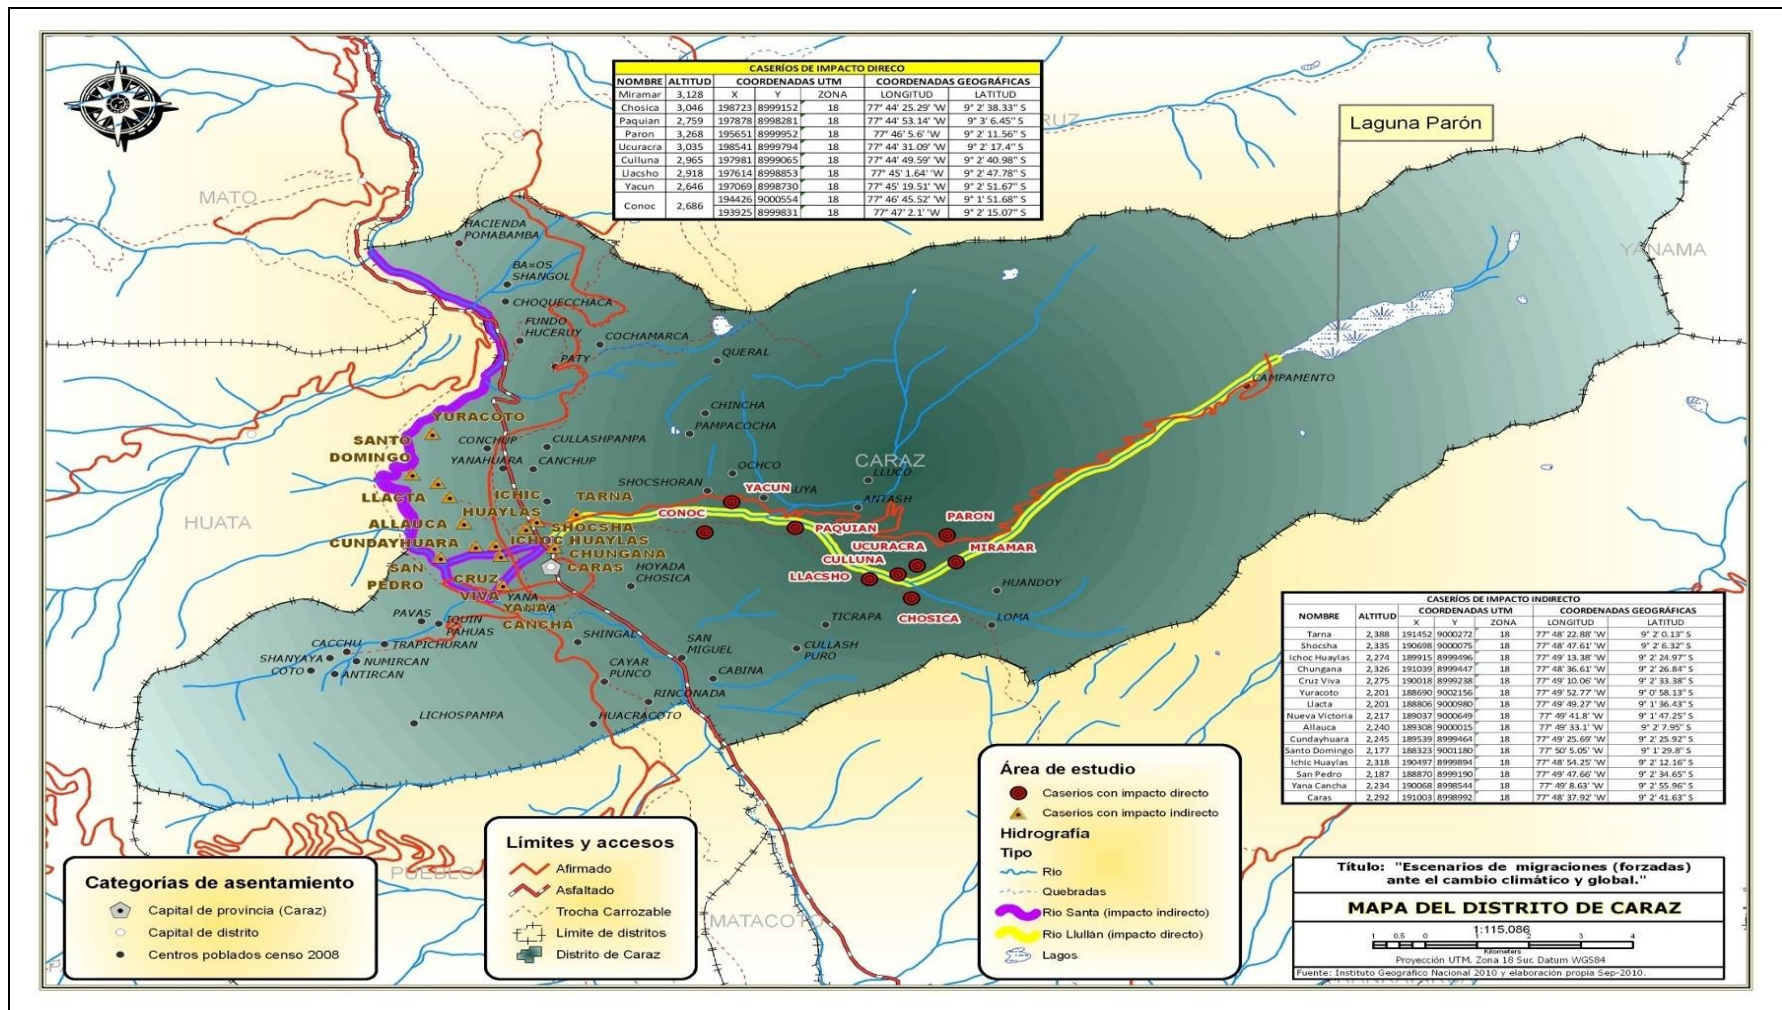 CASERÍOS DE IMPACTO DIRECO
NOMBRE ALTITUD COORDENADAS UTM COORDENADAS GEOGRÁFICAS
Miramar 3,128 X Y ZONA LONGITUD LATITUD
Chosica 3,046 198723 8999152 18 77° 44' 25.29' 'W 9° 2' 38.33" S
Paquian 2,759 197878 8998281 18 77° 44' 53.14' 'W 9° 3' 6.45" S
Paron 3,268 195651 8999952 18 77° 46' 5.6' 'W 9° 2' 11.56" S
Ucuracra 3,035 198541 8999794 18 77° 44' 31.09' 'W 9° 2' 17.4" S
Culluna 2,965 197981 8999065 18 77° 44' 49.59' 'W 9° 2' 40.98" S
Llacsho 2,918 197614 8998853 18 77° 45' 1.64' 'W 9° 2' 47.78" S
Yacun 2,646 197069 8998730 18 77° 45' 19.51' 'W 9° 2' 51.67" S
Conoc 2,686 194426 9000554 18 77° 46' 45.52' 'W 9° 1' 51.68" S
193925 8999831 18 77° 47' 2.1' 'W 9° 2' 15.07" S
Laguna Parón
MATO
YANAMA
HACIENDA
POMABAMBA
BA¤OS
SHANGOL
CHOQUECCHACA
FUNDO
HUCERUY
COCHAMARCA
PATY
QUERAL
CAMPAMENTO
CHINCHA
PAMPACOCHA
YURACOTO
SANTO
DOMINGO
CONCHUP
CULLASHPAMPA
YANAHUARA
CANCHUP
OCHCO
CARAZ
LLUCO
SHOCSHORAN
YACUN
UYA
ANTASH
LLACTA
ICHIC
HUAYLAS
TARNA
CONOC
PARON
HUATA
ALLAUCA
SHOCSHA
PAQUIAN
CUNDAYHUARA
ICHOC HUAYLAS
UCURACRA
MIRAMAR
CHUNGANA
CULLUNA
SAN
PEDRO
CARAS
HOYADA
CHOSICA
LLACSHO
HUANDOY
CRUZ
VIVA
YANA
YANA
CANCHA
CHOSICA
PAVAS
IQUIN
PAHUAS
TICRAPA
LOMA
CACCHU
TRAPICHURAN
SHINGAL
SAN
MIGUEL
CULLASH
PURO
SHANYAYA
NUMIRCAN
COTO
ANTIRCAN
CAYAR
PUNCO
CABINA
RINCONADA
LICHOSPAMPA
HUACRACOTO
PUEBLO
MATACOTO
CASERÍOS DE IMPACTO INDIRECTO
NOMBRE ALTITUD COORDENADAS UTM COORDENADAS GEOGRÁFICAS
X Y ZONA LONGITUD LATITUD
Tarna 2,388 191452 9000272 18 77° 48' 22.88' 'W 9° 2' 0.13" S
Shocsha 2,335 190698 9000075 18 77° 48' 47.61' 'W 9° 2' 6.32" S
Ichoc Huaylas 2,274 189915 8999496 18 77° 49' 13.38' 'W 9° 2' 24.97" S
Chungana 2,326 191039 8999447 18 77° 48' 36.61' 'W 9° 2' 26.84" S
Cruz Viva 2,275 190018 8999238 18 77° 49' 10.06' 'W 9° 2' 33.38" S
Yuracoto 2,201 188690 9002156 18 77° 49' 52.77' 'W 9° 0' 58.13" S
Llacta 2,201 188806 9000980 18 77° 49' 49.27' 'W 9° 1' 36.43" S
Nueva Victoria 2,217 189037 9000649 18 77° 49' 41.8' 'W 9° 1' 47.25" S
Allauca 2,240 189308 9000015 18 77° 49' 33.1' 'W 9° 2' 7.95" S
Cundayhuara 2,245 189539 8999464 18 77° 49' 25.69' 'W 9° 2' 25.92" S
Santo Domingo 2,177 188323 9001180 18 77° 50' 5.05' 'W 9° 1' 29.8" S
Ichic Huaylas 2,318 190497 8999894 18 77° 48' 54.25' 'W 9° 2' 12.16" S
San Pedro 2,187 188870 8999190 18 77° 49' 47.66' 'W 9° 2' 34.65" S
Yana Cancha 2,234 190068 8998544 18 77° 49' 8.63' 'W 9° 2' 55.96" S
Caras 2,292 191003 8998992 18 77° 48' 37.92' 'W 9° 2' 41.63" S
Categorías de asentamiento
Capital de provincia (Caraz)
Capital de distrito
Centros poblados censo 2008
Límites y accesos
Afirmado
Asfaltado
Trocha Carrozable
Límite de distritos
Distrito de Caraz
Área de estudio
Caserios con impacto directo
Caserios con impacto indirecto
Hidrografía
Tipo
Rio
Quebradas
Rio Santa (impacto indirecto)
Rio Llullán (impacto directo)
Lagos
Título: "Escenarios de migraciones (forzadas)
ante el cambio climático y global."
MAPA DEL DISTRITO DE CARAZ
1:115,086
1 0.5 0 1 2 3 4
Kilometers
Proyección UTM, Zona 18 Sur, Datum WGS84
Fuente: Instituto Geográfico Nacional 2010 y elaboración propia Sep-2010.